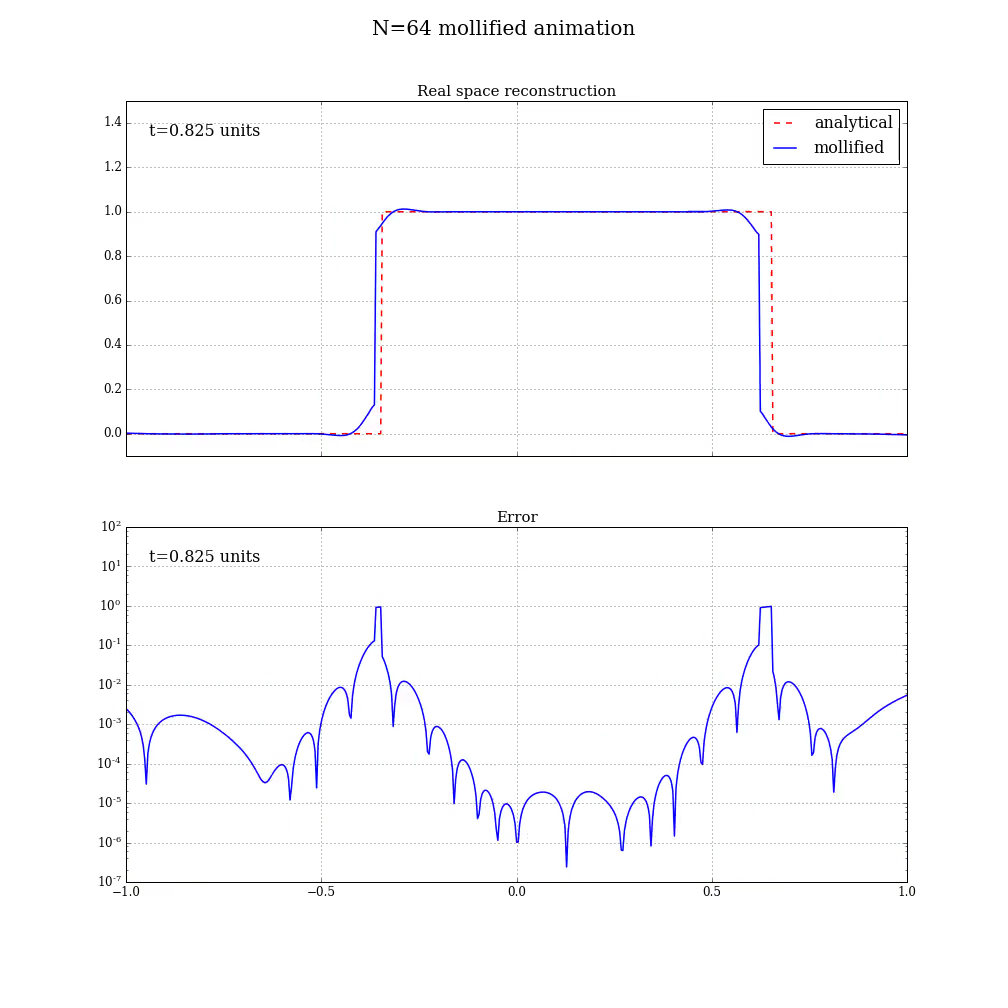 N=64 mollified animation
Real space reconstruction
t=0.825 units
analytical
mollified
1.4
1.2
1.0
0.8
0.6
0.4
0.2
0.0
Error
t=0.825 units
10²
10¹
10⁰
10⁻¹
10⁻²
10⁻³
10⁻⁴
10⁻⁵
10⁻⁶
10⁻⁷
−1.0 −0.5 0.0 0.5 1.0